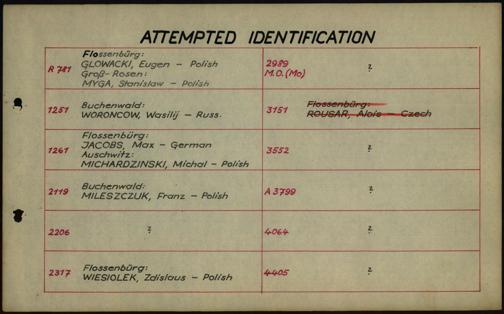 ATTEMPTED IDENTIFICATION
Flossenbürg:
R 781 GLOWACKI, Eugen – Polish 2989 ?
Groß-Rosen: M.O.(Mo)
MYGA, Stanislaw – Polish
1251 Buchenwald: 3151 Flossenbürg:
WORONCOW, Wasilij – Russ. ROUSAR, Alois – Czech
Flossenbürg:
1261 JACOBS, Max – German 3552 ?
Auschwitz:
MICHARDZINSKI, Michal – Polish
2119 Buchenwald: A 3799 ?
MILESZCZUK, Franz – Polish
2206 ? 4064 ?
2317 Flossenbürg: 4405 ?
WIESIOLEK, Zdislaus – Polish